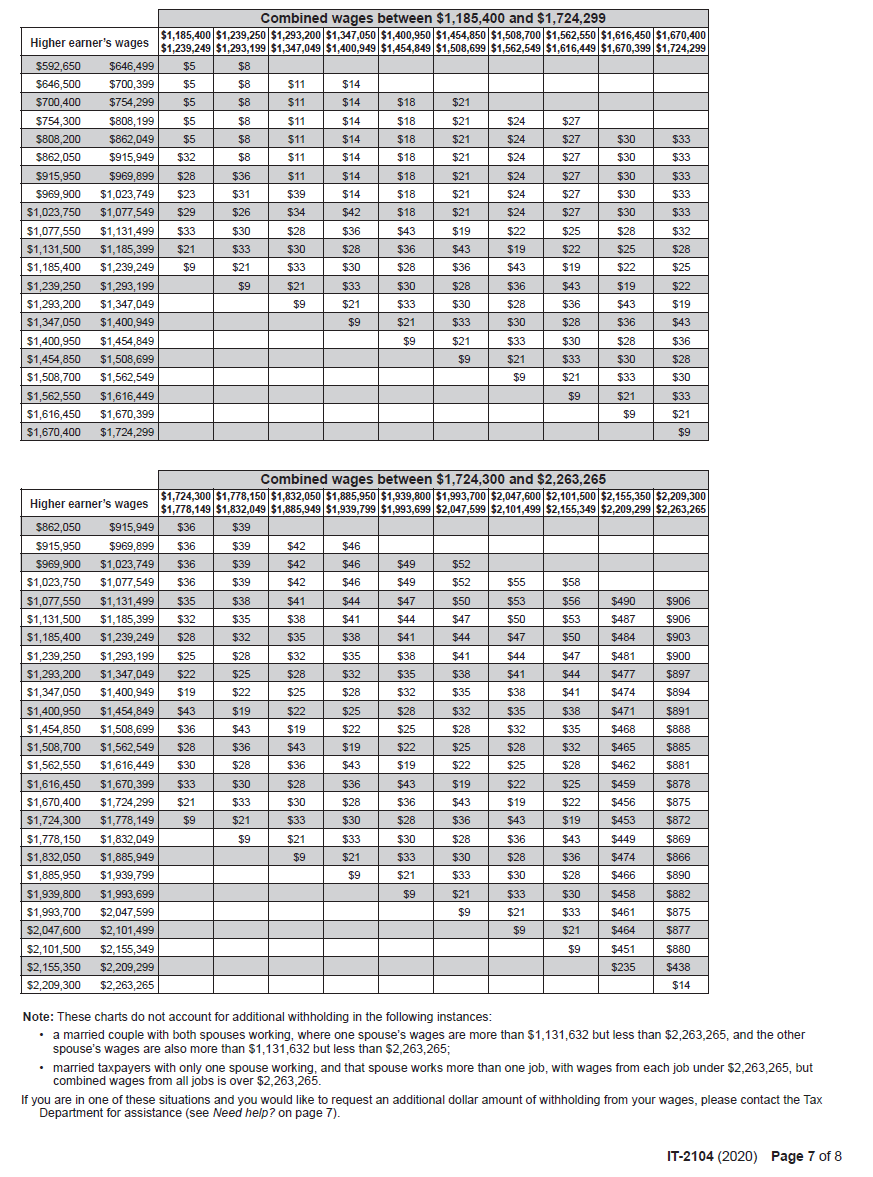 Combined wages between $1,185,400 and $1,724,299
Higher earner's wages $1,185,400 $1,239,250 $1,293,200 $1,347,050 $1,400,950 $1,454,850 $1,508,700 $1,562,550 $1,616,450 $1,670,400
$1,239,249 $1,293,199 $1,347,049 $1,400,949 $1,454,849 $1,508,699 $1,562,549 $1,616,449 $1,670,399 $1,724,299
$592,650 $646,499 $5 $8
$646,500 $700,399 $5 $8 $11 $14
$700,400 $754,299 $5 $8 $11 $14 $18 $21
$754,300 $808,199 $5 $8 $11 $14 $18 $21 $24 $27
$808,200 $862,049 $5 $8 $11 $14 $18 $21 $24 $27 $30 $33
$862,050 $915,949 $32 $8 $11 $14 $18 $21 $24 $27 $30 $33
$915,950 $969,899 $28 $36 $11 $14 $18 $21 $24 $27 $30 $33
$969,900 $1,023,749 $23 $31 $39 $14 $18 $21 $24 $27 $30 $33
$1,023,750 $1,077,549 $29 $26 $34 $42 $18 $21 $24 $27 $30 $33
$1,077,550 $1,131,499 $33 $30 $28 $36 $43 $19 $22 $25 $28 $32
$1,131,500 $1,185,399 $21 $33 $30 $28 $36 $43 $19 $22 $25 $28
$1,185,400 $1,239,249 $9 $21 $33 $30 $28 $36 $43 $19 $22 $25
$1,239,250 $1,293,199 $9 $21 $33 $30 $28 $36 $43 $19 $22
$1,293,200 $1,347,049 $9 $21 $33 $30 $28 $36 $43 $19
$1,347,050 $1,400,949 $9 $21 $33 $30 $28 $36 $43
$1,400,950 $1,454,849 $9 $21 $33 $30 $28 $36
$1,454,850 $1,508,699 $9 $21 $33 $30 $28
$1,508,700 $1,562,549 $9 $21 $33 $30
$1,562,550 $1,616,449 $9 $21 $33
$1,616,450 $1,670,399 $9 $21
$1,670,400 $1,724,299 $9
Combined wages between $1,724,300 and $2,263,265
Higher earner's wages $1,724,300 $1,778,150 $1,832,050 $1,885,950 $1,939,800 $1,993,700 $2,047,600 $2,101,500 $2,155,350 $2,209,300
$1,778,149 $1,832,049 $1,885,949 $1,939,799 $1,993,699 $2,047,599 $2,101,499 $2,155,349 $2,209,299 $2,263,265
$862,050 $915,949 $36 $39
$915,950 $969,899 $36 $39 $42 $46
$969,900 $1,023,749 $36 $39 $42 $46 $49 $52
$1,023,750 $1,077,549 $36 $39 $42 $46 $49 $52 $55 $58
$1,077,550 $1,131,499 $35 $38 $41 $44 $47 $50 $53 $56 $490 $906
$1,131,500 $1,185,399 $32 $35 $38 $41 $44 $47 $50 $53 $487 $906
$1,185,400 $1,239,249 $28 $32 $35 $38 $41 $44 $47 $50 $484 $903
$1,239,250 $1,293,199 $25 $28 $32 $35 $38 $41 $44 $47 $481 $900
$1,293,200 $1,347,049 $22 $25 $28 $32 $35 $38 $41 $44 $477 $897
$1,347,050 $1,400,949 $19 $22 $25 $28 $32 $35 $38 $41 $474 $894
$1,400,950 $1,454,849 $43 $19 $22 $25 $28 $32 $35 $38 $471 $891
$1,454,850 $1,508,699 $36 $43 $19 $22 $25 $28 $32 $35 $468 $888
$1,508,700 $1,562,549 $28 $36 $43 $19 $22 $25 $28 $32 $465 $885
$1,562,550 $1,616,449 $30 $28 $36 $43 $19 $22 $25 $28 $462 $881
$1,616,450 $1,670,399 $33 $30 $28 $36 $43 $19 $22 $25 $459 $878
$1,670,400 $1,724,299 $21 $33 $30 $28 $36 $43 $19 $22 $456 $875
$1,724,300 $1,778,149 $9 $21 $33 $30 $28 $36 $43 $19 $453 $872
$1,778,150 $1,832,049 $9 $21 $33 $30 $28 $36 $43 $449 $869
$1,832,050 $1,885,949 $9 $21 $33 $30 $28 $36 $474 $866
$1,885,950 $1,939,799 $9 $21 $33 $30 $28 $466 $890
$1,939,800 $1,993,699 $9 $21 $33 $30 $458 $882
$1,993,700 $2,047,599 $9 $21 $33 $461 $875
$2,047,600 $2,101,499 $9 $21 $464 $877
$2,101,500 $2,155,349 $9 $451 $880
$2,155,350 $2,209,299 $235 $438
$2,209,300 $2,263,265 $14
Note: These charts do not account for additional withholding in the following instances:
• a married couple with both spouses working, where one spouse's wages are more than $1,131,632 but less than $2,263,265, and the other
spouse's wages are also more than $1,131,632 but less than $2,263,265;
• married taxpayers with only one spouse working, and that spouse works more than one job, with wages from each job under $2,263,265, but
combined wages from all jobs is over $2,263,265.
If you are in one of these situations and you would like to request an additional dollar amount of withholding from your wages, please contact the Tax
Department for assistance (see Need help? on page 7).
IT-2104 (2020) Page 7 of 8